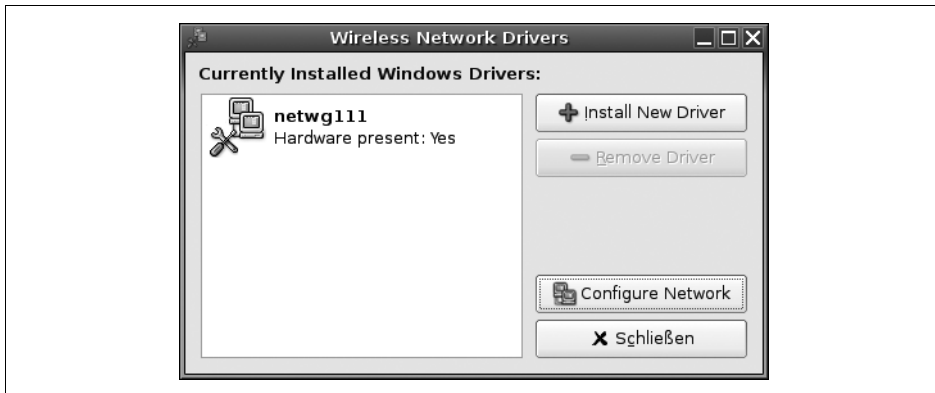 Wireless Network Drivers
Currently Installed Windows Drivers:
netwg111
Hardware present: Yes
Install New Driver
Remove Driver
Configure Network
Schließen